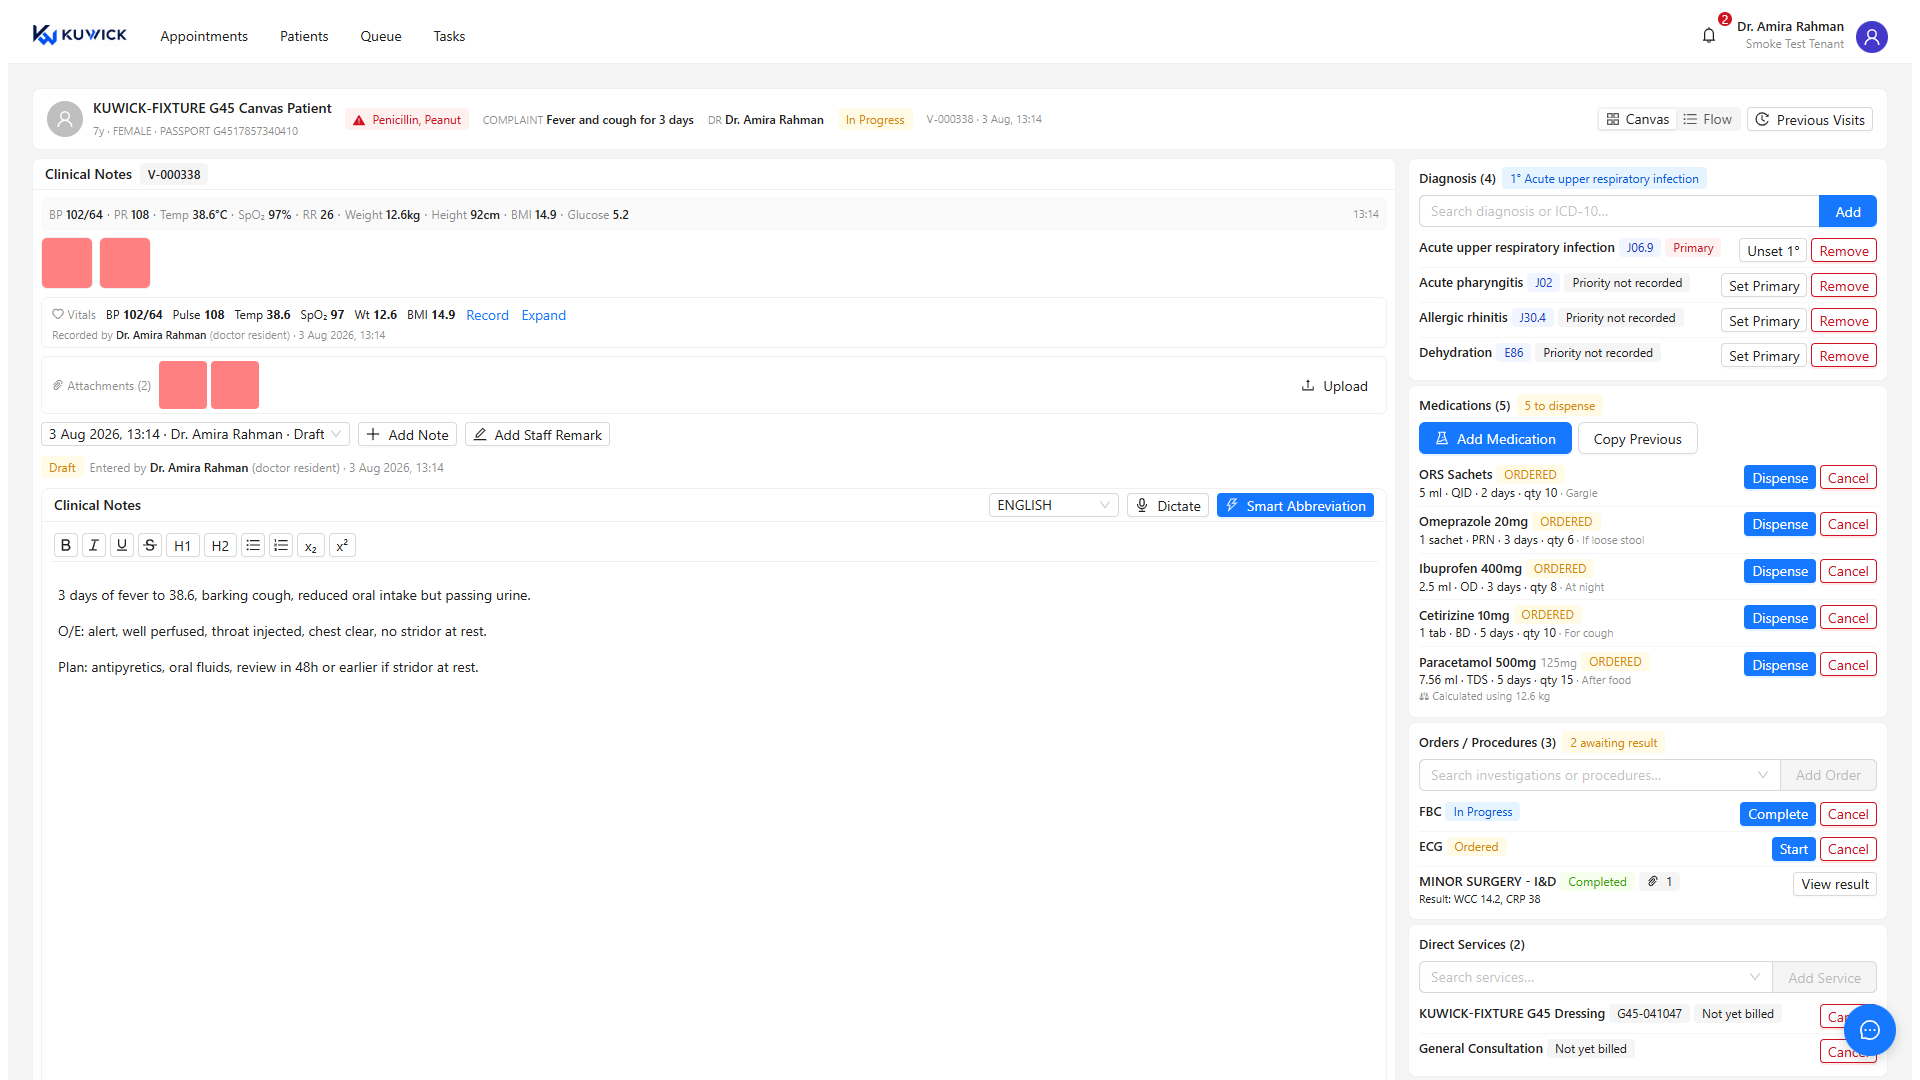 KUWICK
Appointments
Patients
Queue
Tasks
2
Dr. Amira Rahman
Smoke Test Tenant
KUWICK-FIXTURE G45 Canvas Patient
7y · FEMALE · PASSPORT G4517857340410
Penicillin, Peanut
COMPLAINT Fever and cough for 3 days
DR Dr. Amira Rahman
In Progress
V-000338 · 3 Aug, 13:14
Canvas
Flow
Previous Visits
Clinical Notes V-000338
BP 102/64 · PR 108 · Temp 38.6°C · SpO₂ 97% · RR 26 · Weight 12.6kg · Height 92cm · BMI 14.9 · Glucose 5.2
13:14
Vitals BP 102/64 Pulse 108 Temp 38.6 SpO₂ 97 Wt 12.6 BMI 14.9 Record Expand
Recorded by Dr. Amira Rahman (doctor resident) · 3 Aug 2026, 13:14
Attachments (2)
Upload
3 Aug 2026, 13:14 · Dr. Amira Rahman · Draft
Add Note
Add Staff Remark
Draft Entered by Dr. Amira Rahman (doctor resident) · 3 Aug 2026, 13:14
Clinical Notes
ENGLISH
Dictate
Smart Abbreviation
B I U S H1 H2 x₂ x²
3 days of fever to 38.6, barking cough, reduced oral intake but passing urine.
O/E: alert, well perfused, throat injected, chest clear, no stridor at rest.
Plan: antipyretics, oral fluids, review in 48h or earlier if stridor at rest.
Diagnosis (4) 1° Acute upper respiratory infection
Search diagnosis or ICD-10...
Add
Acute upper respiratory infection J06.9 Primary Unset 1° Remove
Acute pharyngitis J02 Priority not recorded Set Primary Remove
Allergic rhinitis J30.4 Priority not recorded Set Primary Remove
Dehydration E86 Priority not recorded Set Primary Remove
Medications (5) 5 to dispense
Add Medication
Copy Previous
ORS Sachets ORDERED Dispense Cancel
5 ml · QID · 2 days · qty 10 · Gargle
Omeprazole 20mg ORDERED Dispense Cancel
1 sachet · PRN · 3 days · qty 6 · If loose stool
Ibuprofen 400mg ORDERED Dispense Cancel
2.5 ml · OD · 3 days · qty 8 · At night
Cetirizine 10mg ORDERED Dispense Cancel
1 tab · BD · 5 days · qty 10 · For cough
Paracetamol 500mg 125mg ORDERED Dispense Cancel
7.56 ml · TDS · 5 days · qty 15 · After food
Calculated using 12.6 kg
Orders / Procedures (3) 2 awaiting result
Search investigations or procedures...
Add Order
FBC In Progress Complete Cancel
ECG Ordered Start Cancel
MINOR SURGERY - I&D Completed 1 View result
Result: WCC 14.2, CRP 38
Direct Services (2)
Search services...
Add Service
KUWICK-FIXTURE G45 Dressing G45-041047 Not yet billed
General Consultation Not yet billed Cancel